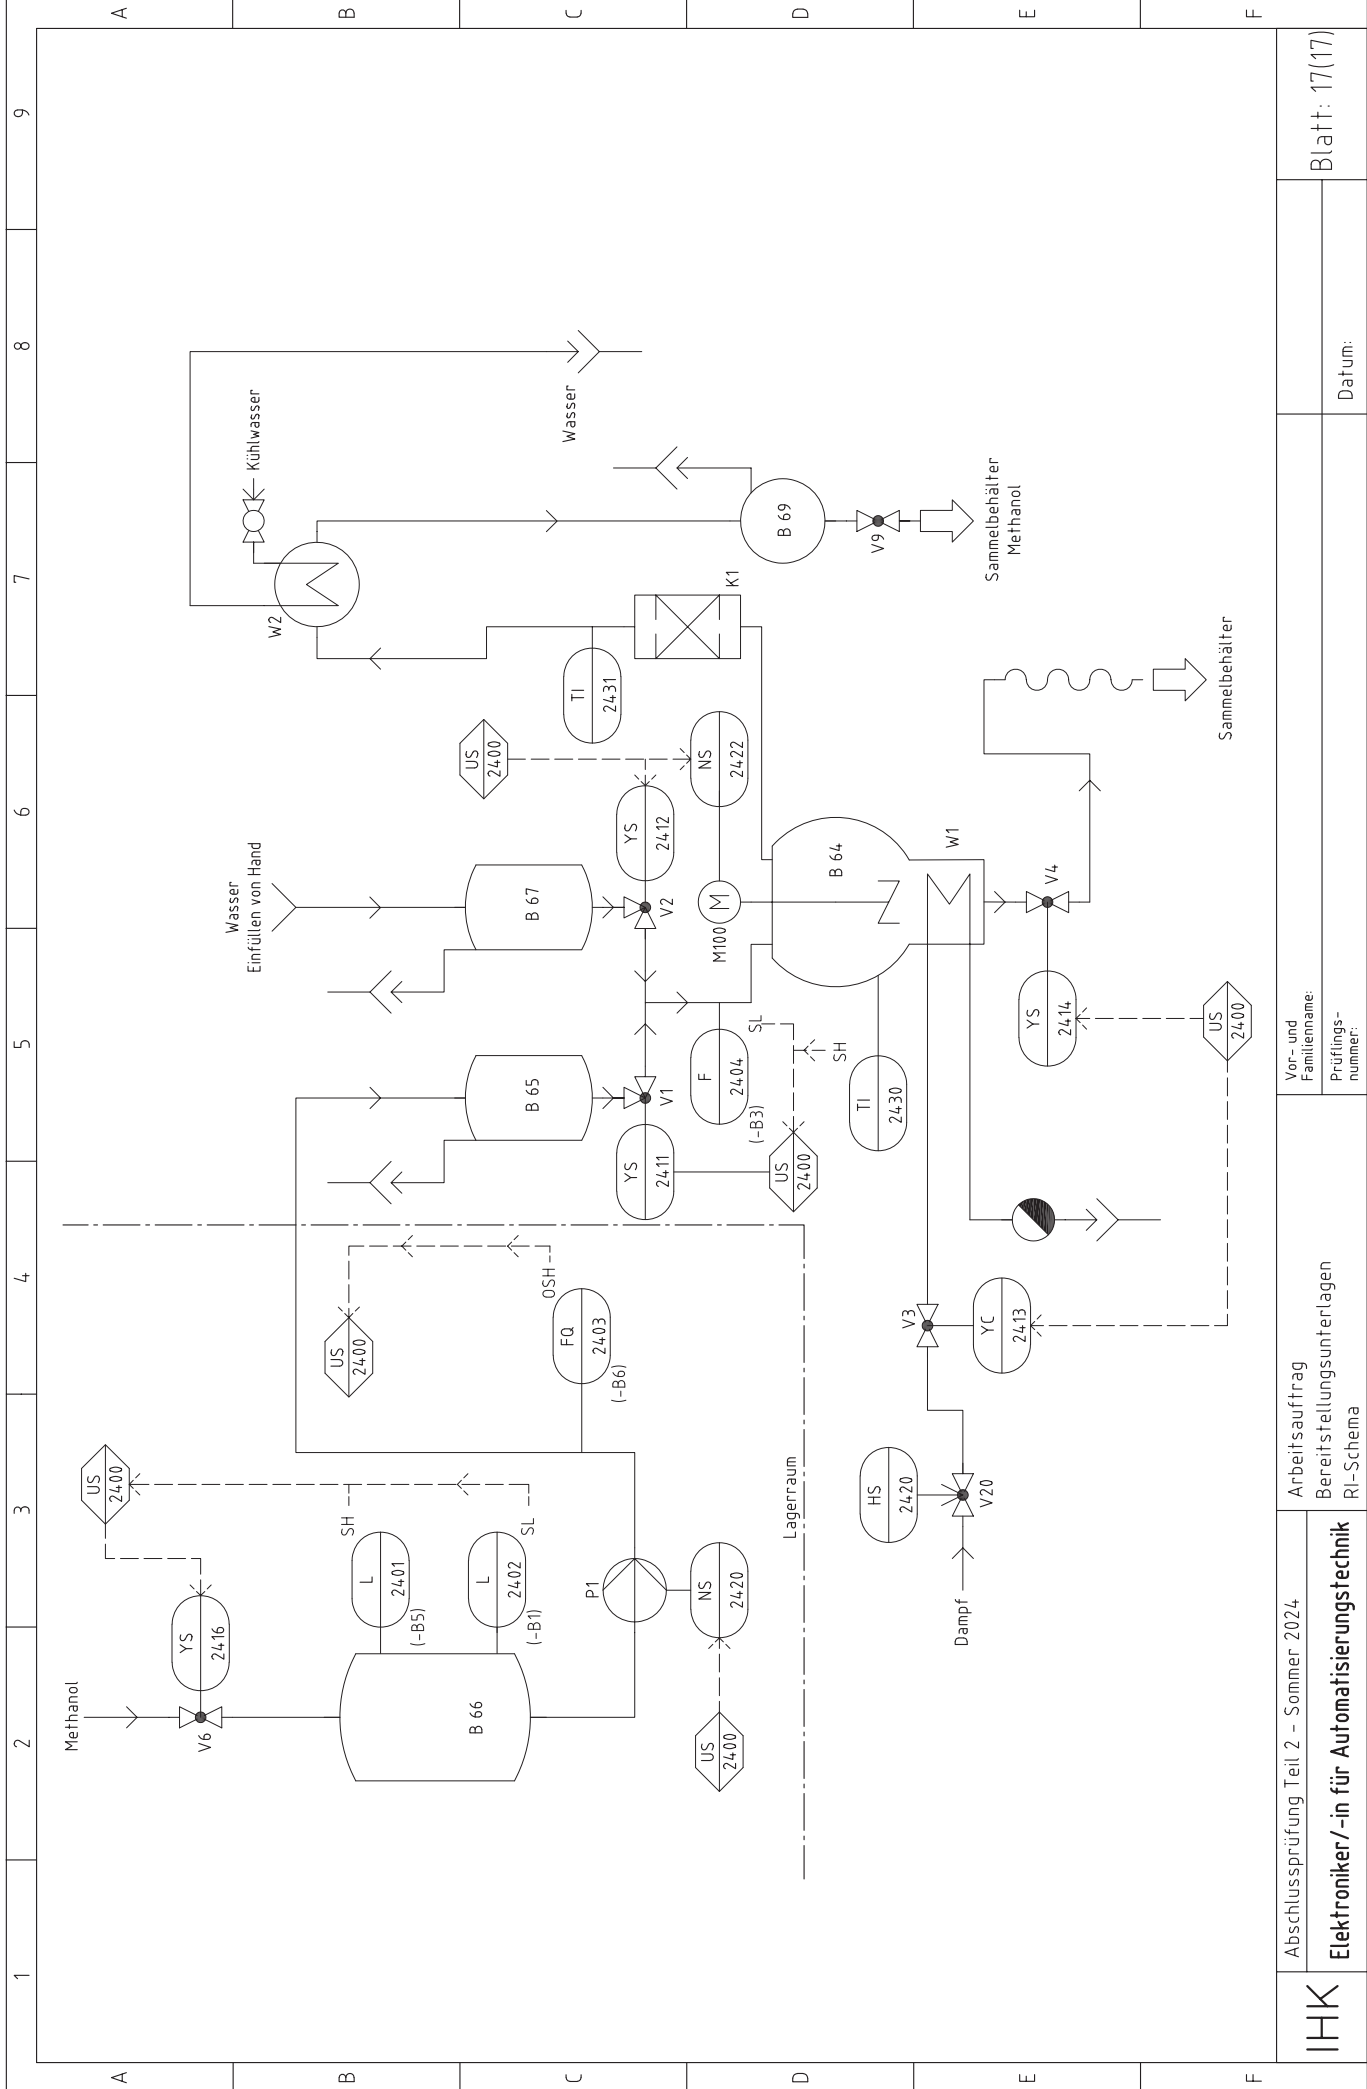 1
2
3
4
5
6
7
8
9
A
B
C
D
E
F
A
B
C
D
E
F
Methanol
V6
YS
2416
US
2400
B 66
L
2401
(-B5)
SH
L
2402
(-B1)
SL
P1
NS
2420
US
2400
FQ
2403
(-B6)
OSH
US
2400
Lagerraum
B 65
V1
YS
2411
US
2400
F
2404
(-B3)
SL
SH
Wasser
Einfüllen von Hand
B 67
V2
YS
2412
US
2400
NS
2422
M100
M
B 64
W1
TI
2430
TI
2431
K1
W2
Kühlwasser
Wasser
B 69
V9
Sammelbehälter
Methanol
Dampf
HS
2420
V20
V3
YC
2413
V4
YS
2414
US
2400
Sammelbehälter
IHK
Abschlussprüfung Teil 2 – Sommer 2024
Elektroniker/-in für Automatisierungstechnik
Arbeitsauftrag
Bereitstellungsunterlagen
RI-Schema
Vor- und
Familienname:
Prüflings-
nummer:
Datum:
Blatt: 17(17)